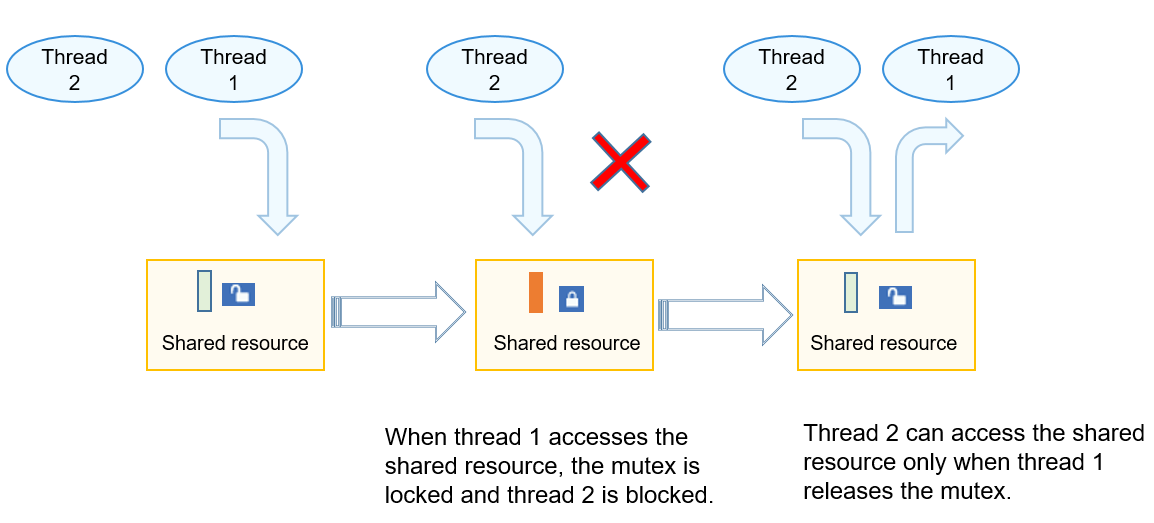 Thread
2
Thread
1
Thread
2
Thread
2
Thread
1
Shared resource
Shared resource
Shared resource
When thread 1 accesses the
shared resource, the mutex is
locked and thread 2 is blocked.
Thread 2 can access the shared
resource only when thread 1
releases the mutex.